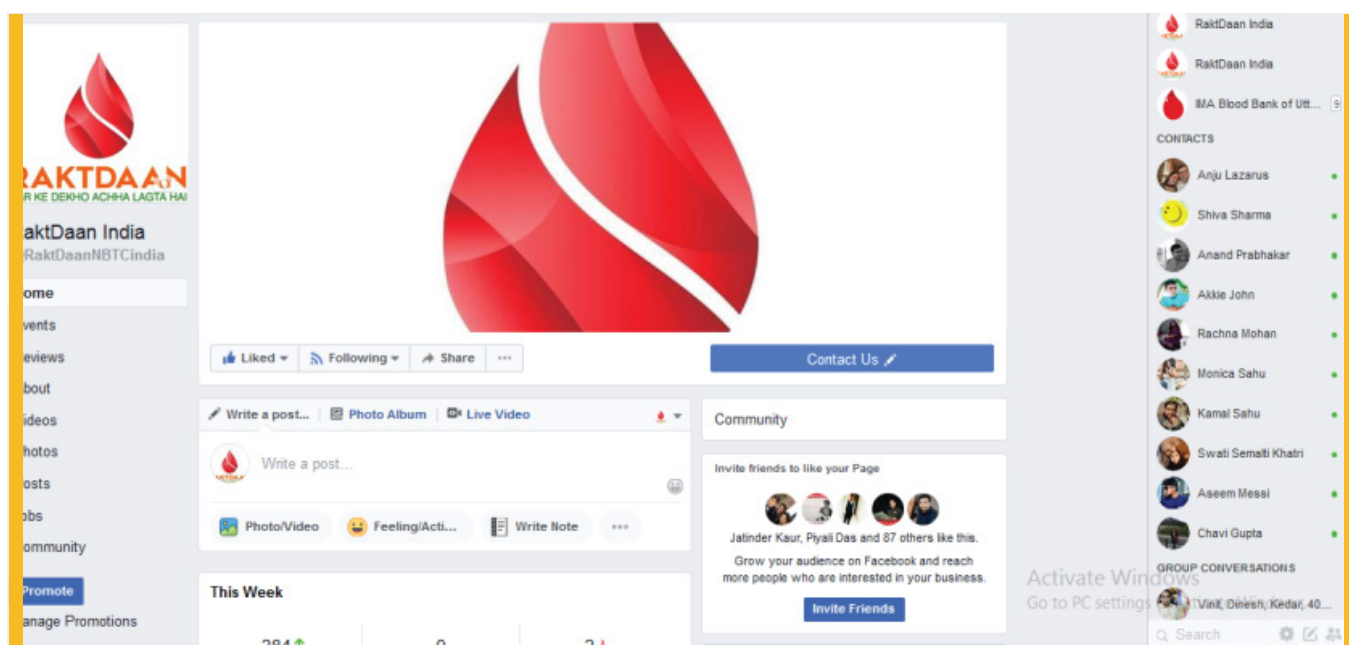 RAKTDAAN
R KE DEKHO ACHHA LAGTA HAI
aktDaan India
RaktDaanNBTCindia
ome
vents
eviews
bout
ideos
hotos
osts
obs
ommunity
Promote
anage Promotions
Liked
Following
Share
Contact Us
Write a post...
Photo Album
Live Video
Write a post...
Photo/Video
Feeling/Acti...
Write Note
This Week
284
0
Community
Invite friends to like your Page
Jatinder Kaur, Piyali Das and 87 others like this.
Grow your audience on Facebook and reach
more people who are interested in your business.
Invite Friends
RaktDaan India
RaktDaan India
IMA Blood Bank of Utt... 9
CONTACTS
Anju Lazarus
Shiva Sharma
Anand Prabhakar
Akkie John
Rachna Mohan
Monica Sahu
Kamal Sahu
Swati Semalti Khatri
Aseem Messi
Chavi Gupta
GROUP CONVERSATIONS
Vinit, Dinesh, Kedar, 40...
Search
Activate Windows
Go to PC settings